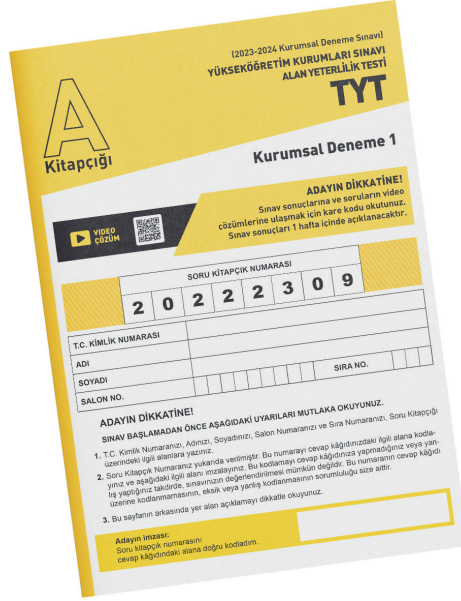 (2023-2024 Kurumsal Deneme Sınavı)
YÜKSEKÖĞRETİM KURUMLARI SINAVI
ALAN YETERLİLİK TESTİ
TYT
A
Kitapçığı
Kurumsal Deneme 1
VIDEO
ÇÖZÜM
ADAYIN DİKKATİNE!
Sınav sonuçlarına ve soruların video
çözümlerine ulaşmak için kare kodu okutunuz.
Sınav sonuçları 1 hafta içinde açıklanacaktır.
SORU KİTAPÇIK NUMARASI
2 0 2 2 2 3 0 9
T.C. KİMLİK NUMARASI
ADI
SOYADI
SALON NO.
SIRA NO.
ADAYIN DİKKATİNE!
SINAV BAŞLAMADAN ÖNCE AŞAĞIDAKİ UYARILARI MUTLAKA OKUYUNUZ.
1. T.C. Kimlik Numaranızı, Adınızı, Soyadınızı, Salon Numaranızı ve Sıra Numaranızı, Soru Kitapçığı
üzerindeki ilgili alanlara yazınız.
2. Soru Kitapçık Numaranız yukarıda verilmiştir. Bu numarayı cevap kâğıdınızdaki ilgili alana kodla-
yınız ve aşağıdaki ilgili alanı imzalayınız. Bu kodlamayı cevap kâğıdınıza yapmadığınız veya yan-
lış yaptığınız takdirde, sınavınızın değerlendirilmesi mümkün değildir. Bu numaranın cevap kâğıdı
üzerine kodlanmamasının, eksik veya yanlış kodlanmasının sorumluluğu size aittir.
3. Bu sayfanın arkasında yer alan açıklamayı dikkatle okuyunuz.
Adayın imzası:
Soru kitapçık numarasını
cevap kâğıdındaki alana doğru kodladım.